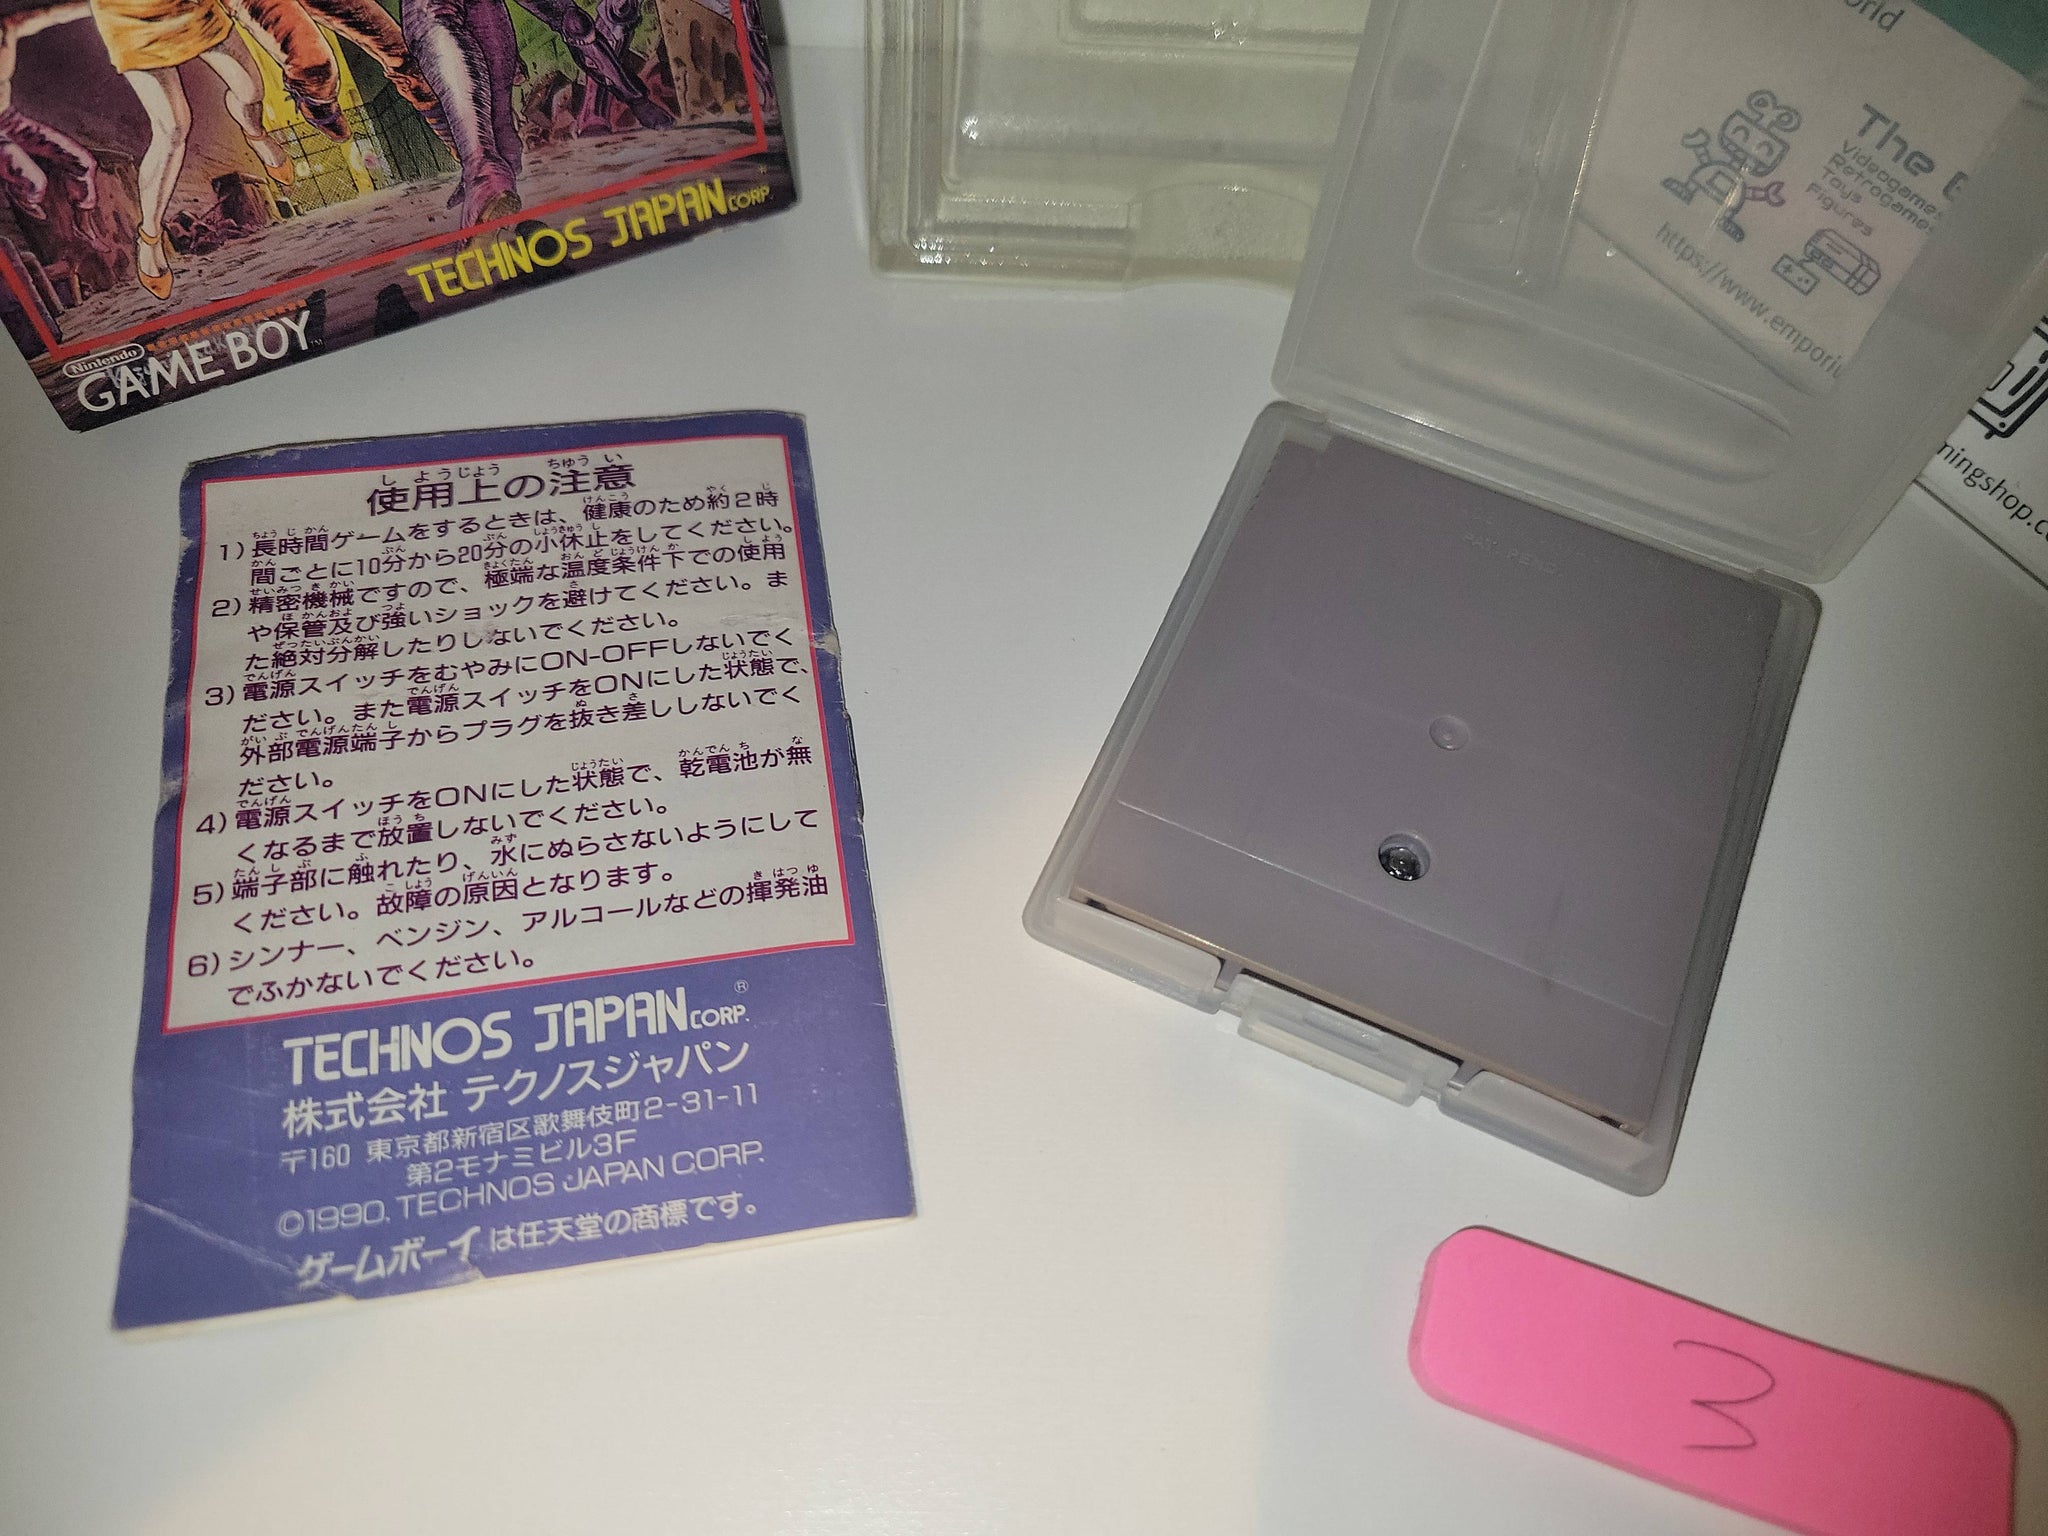 TECHNOS JAPAN CORP.
Nintendo
GAME BOY
TM
使用上の注意
1) 長時間ゲームをするときは、健康のため約2時
間ごとに10分から20分の小休止をしてください。
2) 精密機械ですので、極端な温度条件下での使用
や保管及び強いショックを避けてください。ま
た絶対分解したりしないでください。
3) 電源スイッチをむやみにON-OFFしないでく
ださい。また電源スイッチをONにした状態で、
外部電源端子からプラグを抜き差ししないでく
ださい。
4) 電源スイッチをONにした状態で、乾電池が無
くなるまで放置しないでください。
5) 端子部に触れたり、水にぬらさないようにして
ください。故障の原因となります。
6) シンナー、ベンジン、アルコールなどの揮発油
でふかないでください。
TECHNOS JAPAN CORP.®
株式会社 テクノスジャパン
〒160 東京都新宿区歌舞伎町2-31-11
第2モナミビル3F
©1990. TECHNOS JAPAN CORP.
ゲームボーイは任天堂の商標です。
orld
The E
Videogames
Retrogame
Toys
Figures
https://www.empori
ningshop.c
PAT. PEND.
3